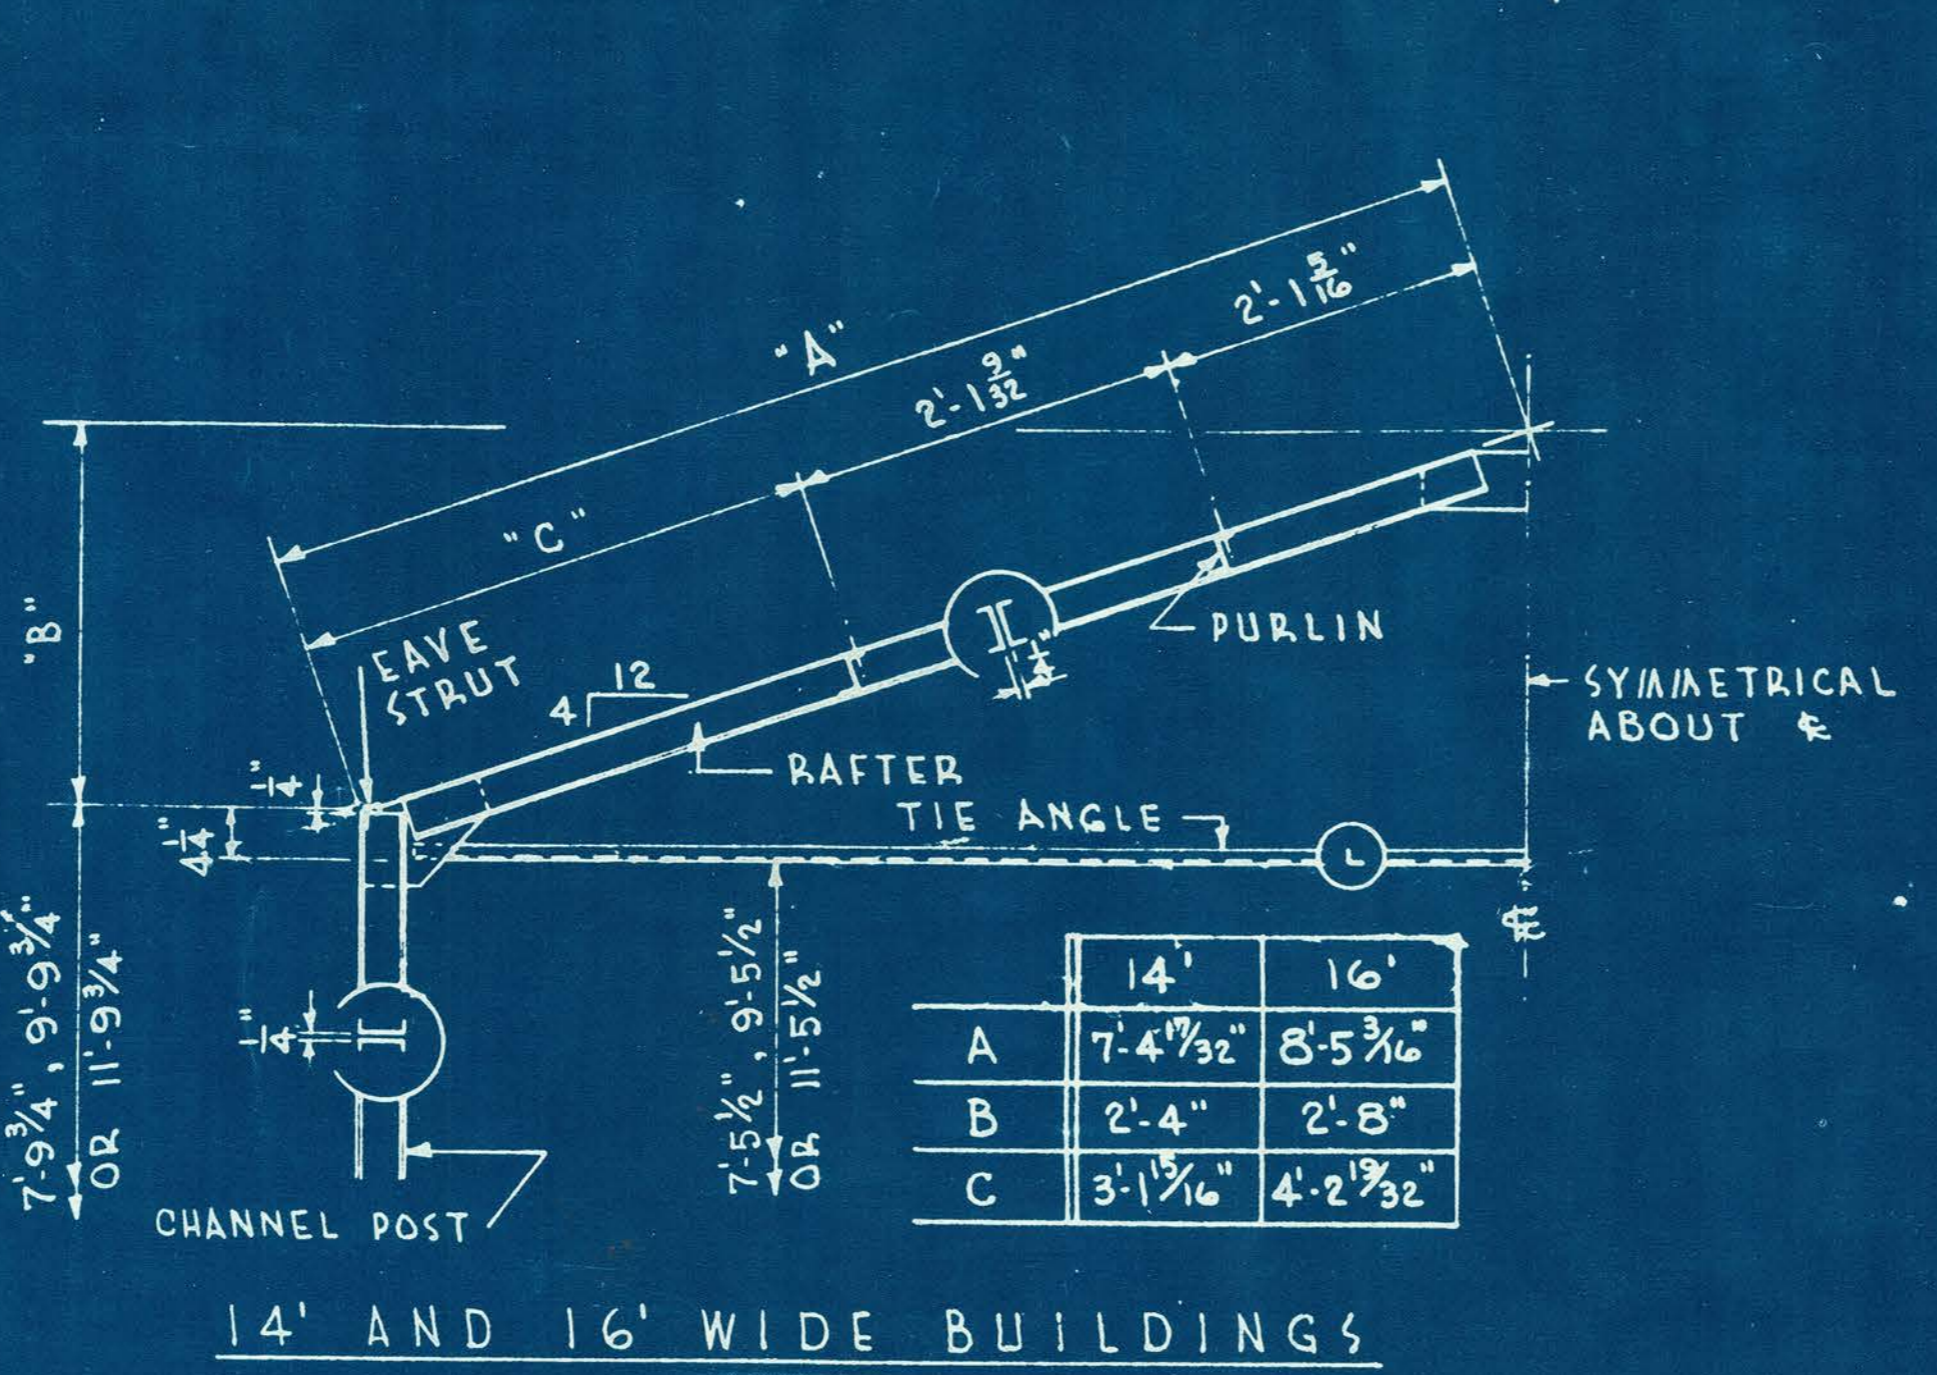 "A"
2'-1 5/16"
2'-1 9/32"
"C"
"B"
EAVE
STRUT
12
4
1/4"
PURLIN
SYMMETRICAL
ABOUT ℄
RAFTER
TIE ANGLE
1/4"
4 1/4"
℄
7'-9 3/4", 9'-9 3/4"
OR 11'-9 3/4"
1/4"
7'-5 1/2", 9'-5 1/2"
OR 11'-5 1/2"
CHANNEL POST
14' 16'
A 7'-4 17/32" 8'-5 3/16"
B 2'-4" 2'-8"
C 3'-1 15/16" 4'-2 19/32"
14' AND 16' WIDE BUILDINGS